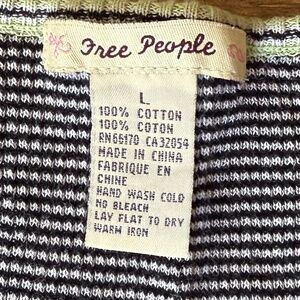 Free People
L
100% COTTON
100% COTON
RN66170 CA32054
MADE IN CHINA
FABRIQUE EN
CHINE
HAND WASH COLD
NO BLEACH
LAY FLAT TO DRY
WARM IRON